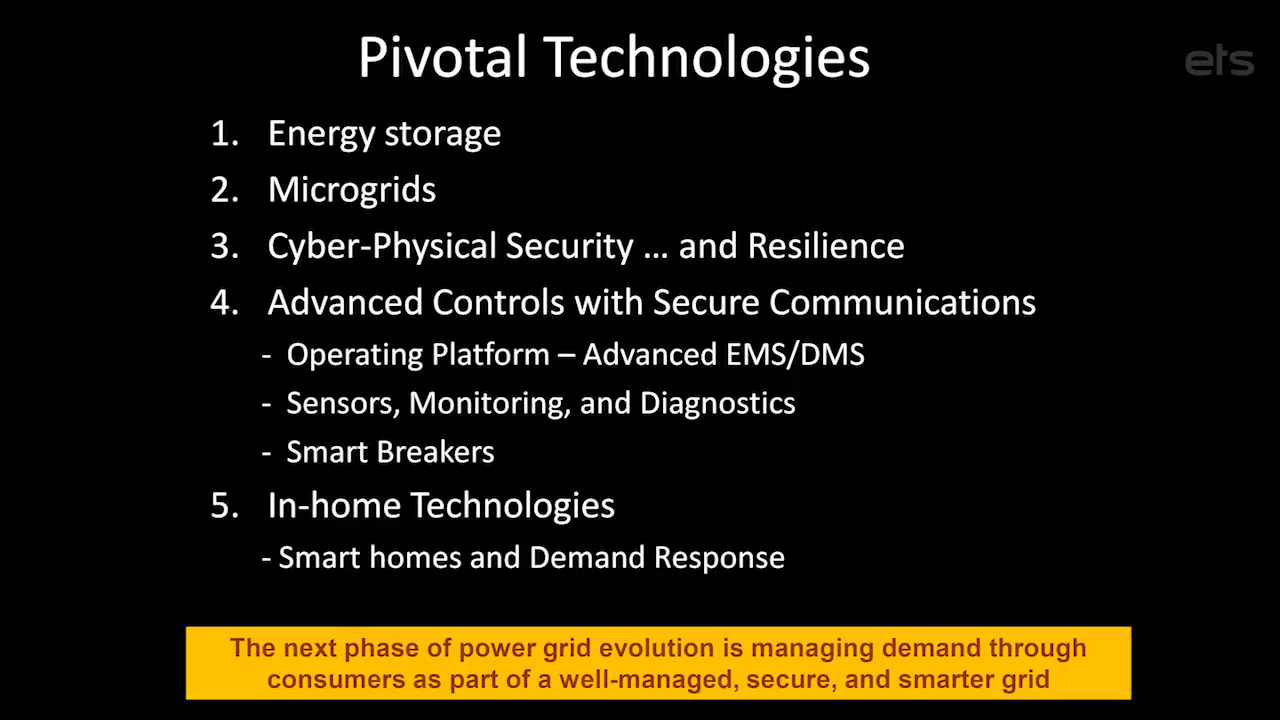 Pivotal Technologies
ets
1. Energy storage
2. Microgrids
3. Cyber-Physical Security … and Resilience
4. Advanced Controls with Secure Communications
- Operating Platform – Advanced EMS/DMS
- Sensors, Monitoring, and Diagnostics
- Smart Breakers
5. In-home Technologies
- Smart homes and Demand Response
The next phase of power grid evolution is managing demand through
consumers as part of a well-managed, secure, and smarter grid